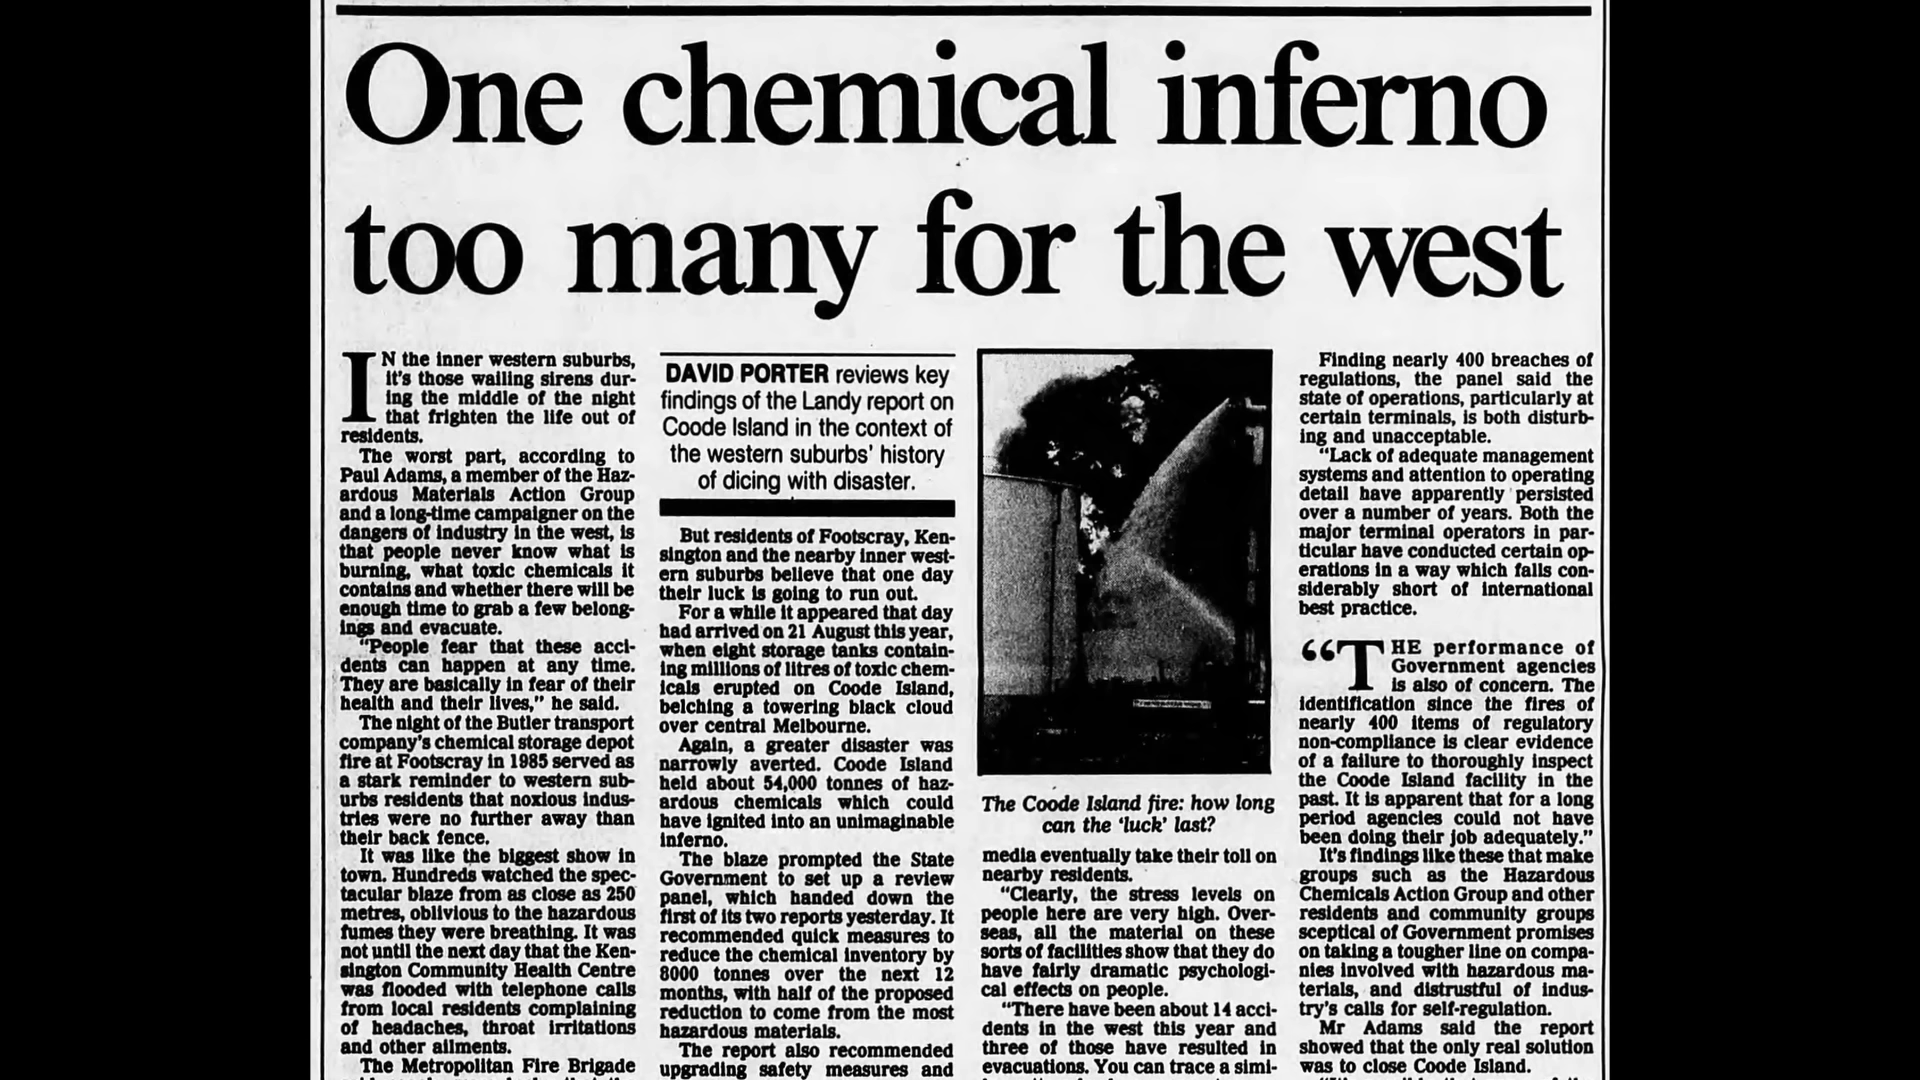 One chemical inferno
too many for the west
IN the inner western suburbs,
it's those wailing sirens dur-
ing the middle of the night
that frighten the life out of
residents.
The worst part, according to
Paul Adams, a member of the Haz-
ardous Materials Action Group
and a long-time campaigner on the
dangers of industry in the west, is
that people never know what is
burning, what toxic chemicals it
contains and whether there will be
enough time to grab a few belong-
ings and evacuate.
"People fear that these acci-
dents can happen at any time.
They are basically in fear of their
health and their lives," he said.
The night of the Butler transport
company's chemical storage depot
fire at Footscray in 1985 served as
a stark reminder to western sub-
urbs residents that noxious indus-
tries were no further away than
their back fence.
It was like the biggest show in
town. Hundreds watched the spec-
tacular blaze from as close as 250
metres, oblivious to the hazardous
fumes they were breathing. It was
not until the next day that the Ken-
sington Community Health Centre
was flooded with telephone calls
from local residents complaining
of headaches, throat irritations
and other ailments.
The Metropolitan Fire Brigade
DAVID PORTER reviews key
findings of the Landy report on
Coode Island in the context of
the western suburbs' history
of dicing with disaster.
But residents of Footscray, Ken-
sington and the nearby inner west-
ern suburbs believe that one day
their luck is going to run out.
For a while it appeared that day
had arrived on 21 August this year,
when eight storage tanks contain-
ing millions of litres of toxic chem-
icals erupted on Coode Island,
belching a towering black cloud
over central Melbourne.
Again, a greater disaster was
narrowly averted. Coode Island
held about 54,000 tonnes of haz-
ardous chemicals which could
have ignited into an unimaginable
inferno.
The blaze prompted the State
Government to set up a review
panel, which handed down the
first of its two reports yesterday. It
recommended quick measures to
reduce the chemical inventory by
8000 tonnes over the next 12
months, with half of the proposed
reduction to come from the most
hazardous materials.
The report also recommended
upgrading safety measures and
The Coode Island fire: how long
can the 'luck' last?
media eventually take their toll on
nearby residents.
"Clearly, the stress levels on
people here are very high. Over-
seas, all the material on these
sorts of facilities show that they do
have fairly dramatic psychologi-
cal effects on people.
"There have been about 14 acci-
dents in the west this year and
three of those have resulted in
evacuations. You can trace a simi-
Finding nearly 400 breaches of
regulations, the panel said the
state of operations, particularly at
certain terminals, is both disturb-
ing and unacceptable.
"Lack of adequate management
systems and attention to operating
detail have apparently persisted
over a number of years. Both the
major terminal operators in par-
ticular have conducted certain op-
erations in a way which falls con-
siderably short of international
best practice.
"THE performance of
Government agencies
is also of concern. The
identification since the fires of
nearly 400 items of regulatory
non-compliance is clear evidence
of a failure to thoroughly inspect
the Coode Island facility in the
past. It is apparent that for a long
period agencies could not have
been doing their job adequately."
It's findings like these that make
groups such as the Hazardous
Chemicals Action Group and other
residents and community groups
sceptical of Government promises
on taking a tougher line on compa-
nies involved with hazardous ma-
terials, and distrustful of indus-
try's calls for self-regulation.
Mr Adams said the report
showed that the only real solution
was to close Coode Island.